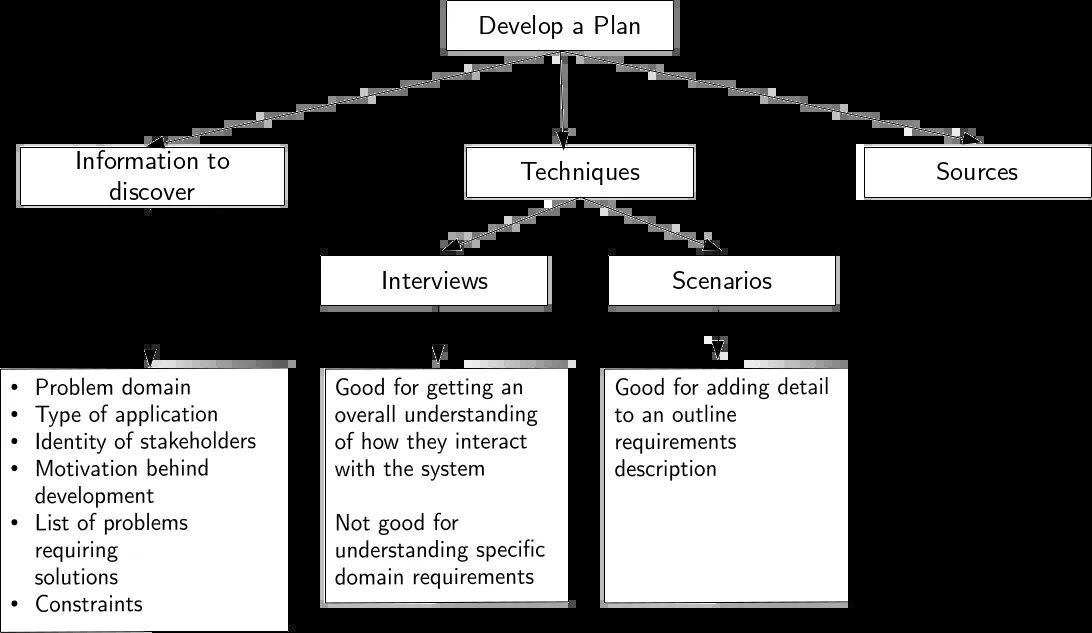 Develop a Plan
Information to
discover
Techniques
Sources
Interviews
Scenarios
• Problem domain
• Type of application
• Identity of stakeholders
• Motivation behind
development
• List of problems
requiring
solutions
• Constraints
Good for getting an
overall understanding
of how they interact
with the system
Not good for
understanding specific
domain requirements
Good for adding detail
to an outline
requirements
description